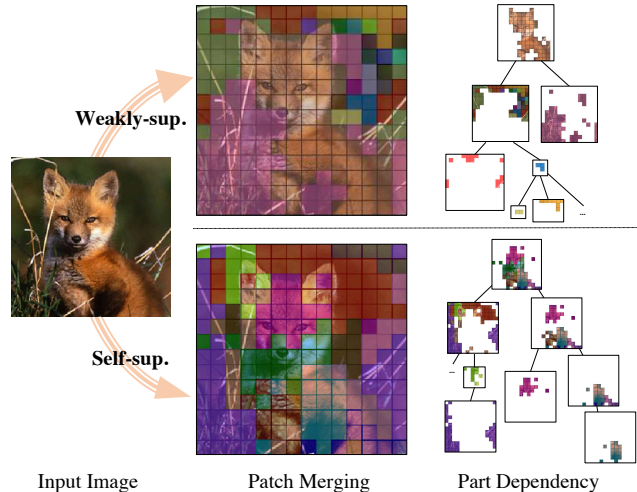 Weakly-sup.
...
...
Self-sup.
Input Image
Patch Merging
Part Dependency